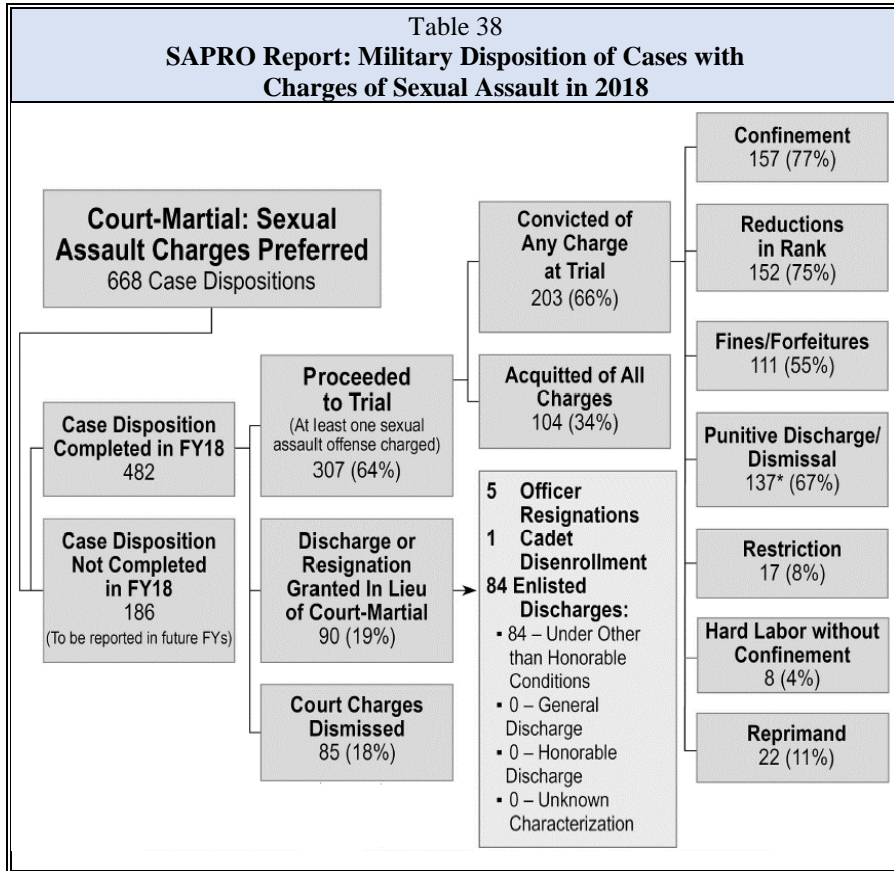 Table 38
SAPRO Report: Military Disposition of Cases with
Charges of Sexual Assault in 2018
Court-Martial: Sexual
Assault Charges Preferred
668 Case Dispositions
Case Disposition
Completed in FY18
482
Case Disposition
Not Completed
in FY18
186
(To be reported in future FYs)
Proceeded
to Trial
(At least one sexual
assault offense charged)
307 (64%)
Discharge or
Resignation
Granted In Lieu
of Court-Martial
90 (19%)
Court Charges
Dismissed
85 (18%)
Convicted of
Any Charge
at Trial
203 (66%)
Acquitted of All
Charges
104 (34%)
5 Officer
Resignations
1 Cadet
Disenrollment
84 Enlisted
Discharges:
▪ 84 – Under Other
than Honorable
Conditions
▪ 0 – General
Discharge
▪ 0 – Honorable
Discharge
▪ 0 – Unknown
Characterization
Confinement
157 (77%)
Reductions
in Rank
152 (75%)
Fines/Forfeitures
111 (55%)
Punitive Discharge/
Dismissal
137* (67%)
Restriction
17 (8%)
Hard Labor without
Confinement
8 (4%)
Reprimand
22 (11%)